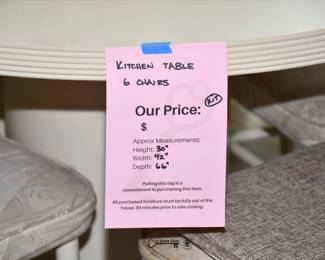 KITCHEN TABLE
6 CHAIRS
Our Price:
KIT
$
Approx Measurements:
Height: 30"
Width: 42"
Depth: 66"
Pulling this tag is a
commitment to purchasing this item.
All purchased furniture must be fully out of the
house 30 minutes prior to sale closing.